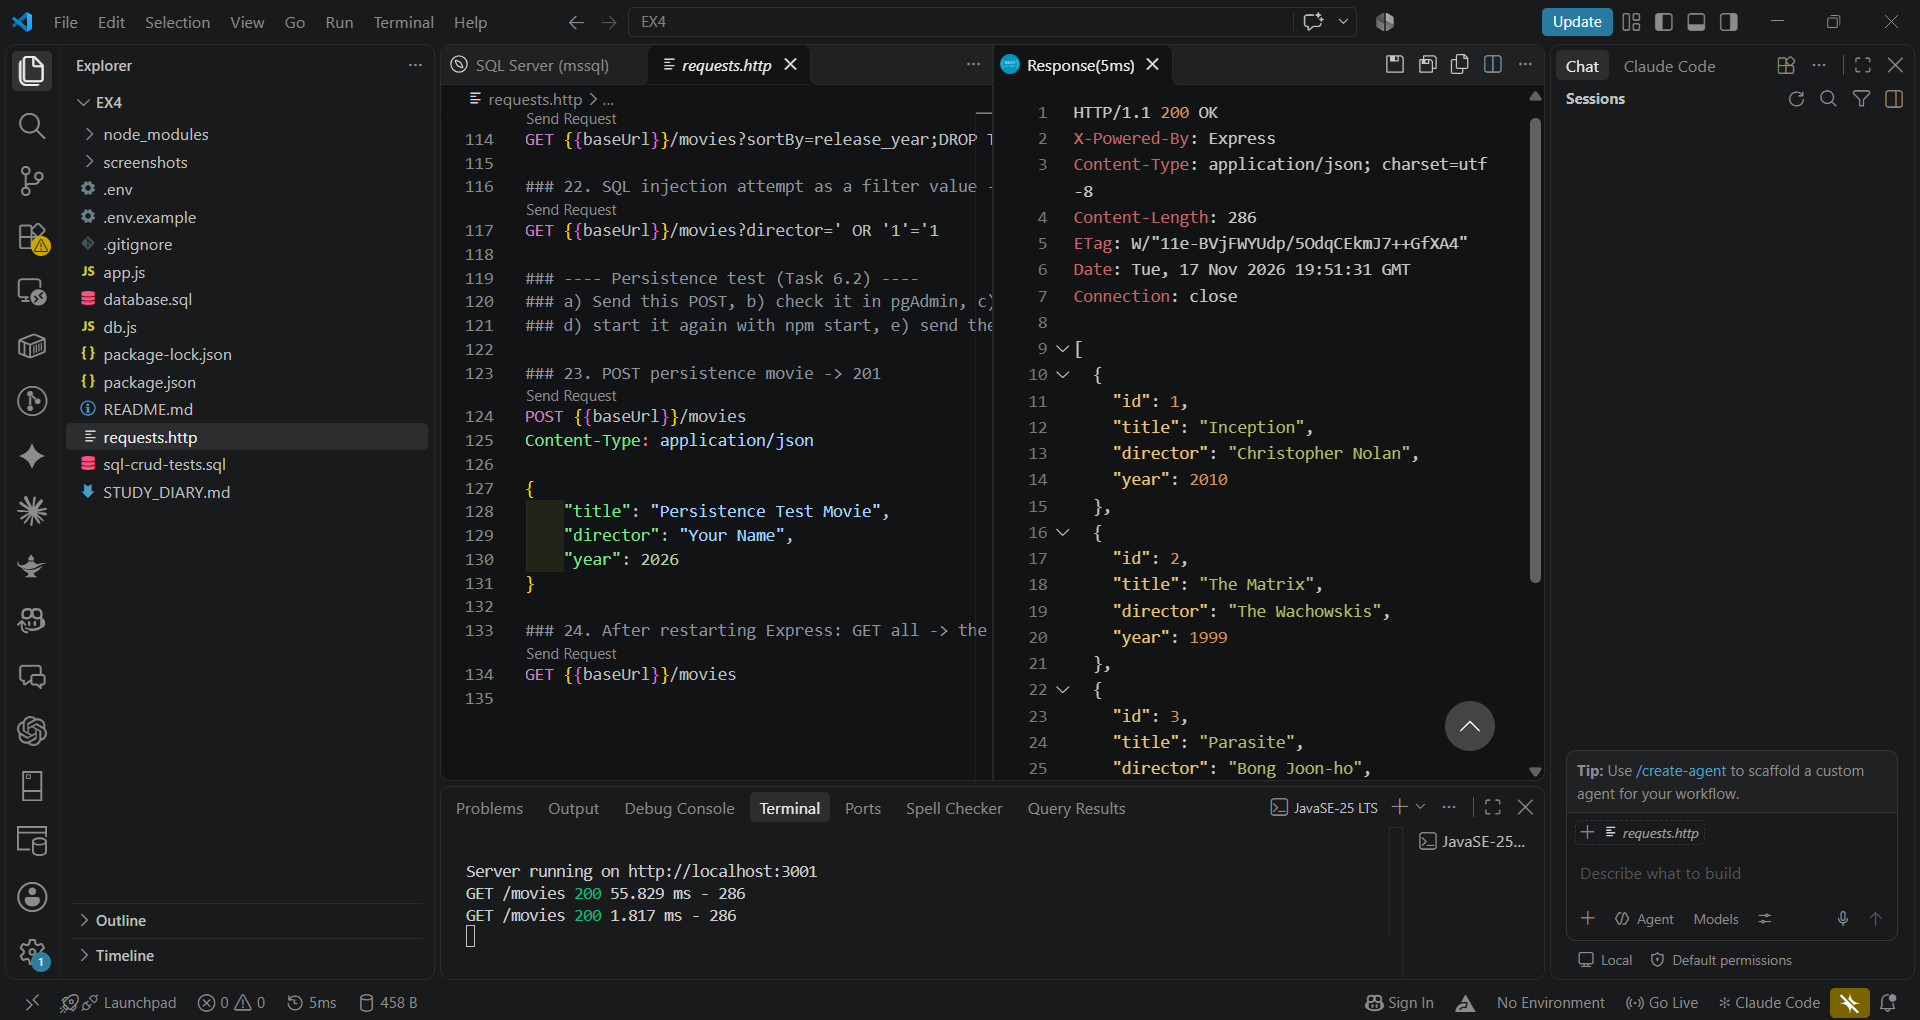 File Edit Selection View Go Run Terminal Help
EX4
Update
Explorer
EX4
node_modules
screenshots
.env
.env.example
.gitignore
JS app.js
database.sql
JS db.js
{} package-lock.json
{} package.json
README.md
requests.http
sql-crud-tests.sql
STUDY_DIARY.md
Outline
Timeline
1
SQL Server (mssql)
requests.http
requests.http > ...
Send Request
114 GET {{baseUrl}}/movies?sortBy=release_year;DROP T
115
116 ### 22. SQL injection attempt as a filter value -
Send Request
117 GET {{baseUrl}}/movies?director=' OR '1'='1
118
119 ### ---- Persistence test (Task 6.2) ----
120 ### a) Send this POST, b) check it in pgAdmin, c)
121 ### d) start it again with npm start, e) send the
122
123 ### 23. POST persistence movie -> 201
Send Request
124 POST {{baseUrl}}/movies
125 Content-Type: application/json
126
127 {
128 "title": "Persistence Test Movie",
129 "director": "Your Name",
130 "year": 2026
131 }
132
133 ### 24. After restarting Express: GET all -> the
Send Request
134 GET {{baseUrl}}/movies
135
Response(5ms)
1 HTTP/1.1 200 OK
2 X-Powered-By: Express
3 Content-Type: application/json; charset=utf
-8
4 Content-Length: 286
5 ETag: W/"11e-BVjFWYUdp/5OdqCEkmJ7++GfXA4"
6 Date: Tue, 17 Nov 2026 19:51:31 GMT
7 Connection: close
8
9 [
10 {
11 "id": 1,
12 "title": "Inception",
13 "director": "Christopher Nolan",
14 "year": 2010
15 },
16 {
17 "id": 2,
18 "title": "The Matrix",
19 "director": "The Wachowskis",
20 "year": 1999
21 },
22 {
23 "id": 3,
24 "title": "Parasite",
25 "director": "Bong Joon-ho",
Problems Output Debug Console Terminal Ports Spell Checker Query Results
JavaSE-25 LTS
JavaSE-25...
Server running on http://localhost:3001
GET /movies 200 55.829 ms - 286
GET /movies 200 1.817 ms - 286
Chat Claude Code
Sessions
Tip: Use /create-agent to scaffold a custom
agent for your workflow.
requests.http
Describe what to build
Agent Models
Local Default permissions
Launchpad 0 0 5ms 458 B
Sign In No Environment Go Live Claude Code